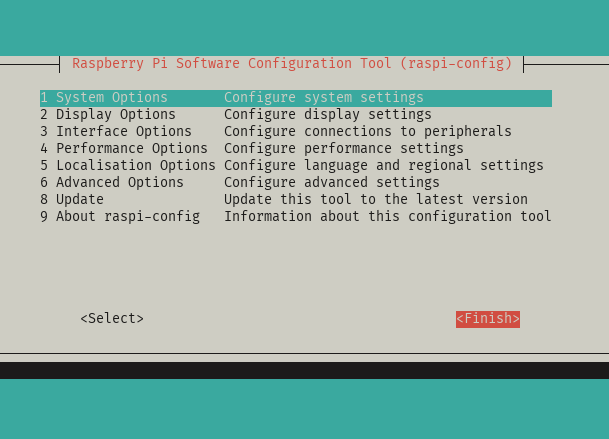 Raspberry Pi Software Configuration Tool (raspi-config)
1 System Options       Configure system settings
2 Display Options      Configure display settings
3 Interface Options    Configure connections to peripherals
4 Performance Options  Configure performance settings
5 Localisation Options Configure language and regional settings
6 Advanced Options     Configure advanced settings
8 Update               Update this tool to the latest version
9 About raspi-config   Information about this configuration tool
<Select>                                       <Finish>